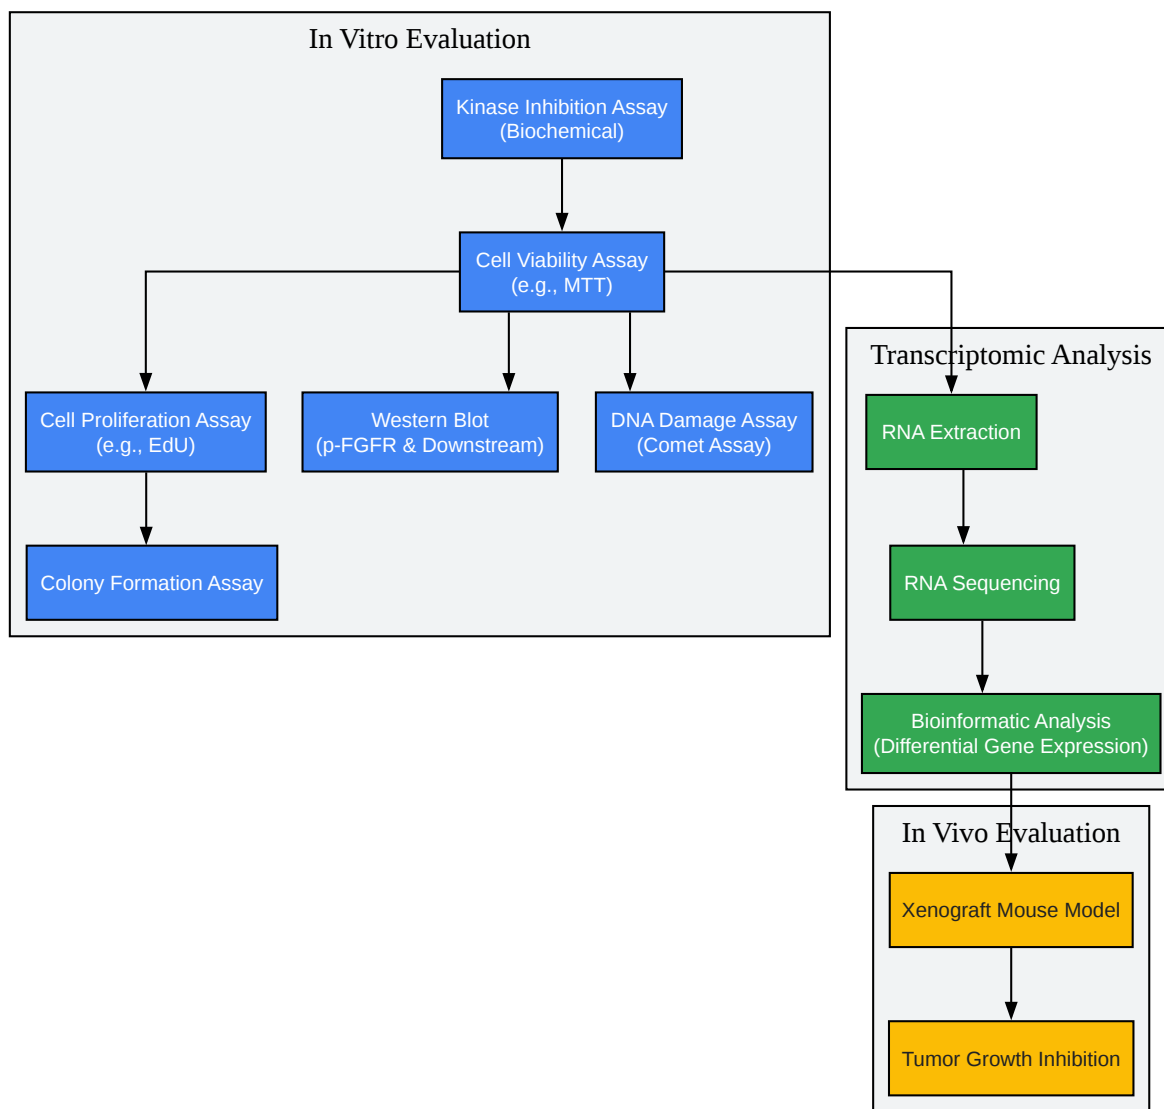 In Vitro Evaluation
Kinase Inhibition Assay
(Biochemical)
Cell Viability Assay
(e.g., MTT)
Cell Proliferation Assay
(e.g., EdU)
Western Blot
(p-FGFR & Downstream)
DNA Damage Assay
(Comet Assay)
Colony Formation Assay
Transcriptomic Analysis
RNA Extraction
RNA Sequencing
Bioinformatic Analysis
(Differential Gene Expression)
In Vivo Evaluation
Xenograft Mouse Model
Tumor Growth Inhibition